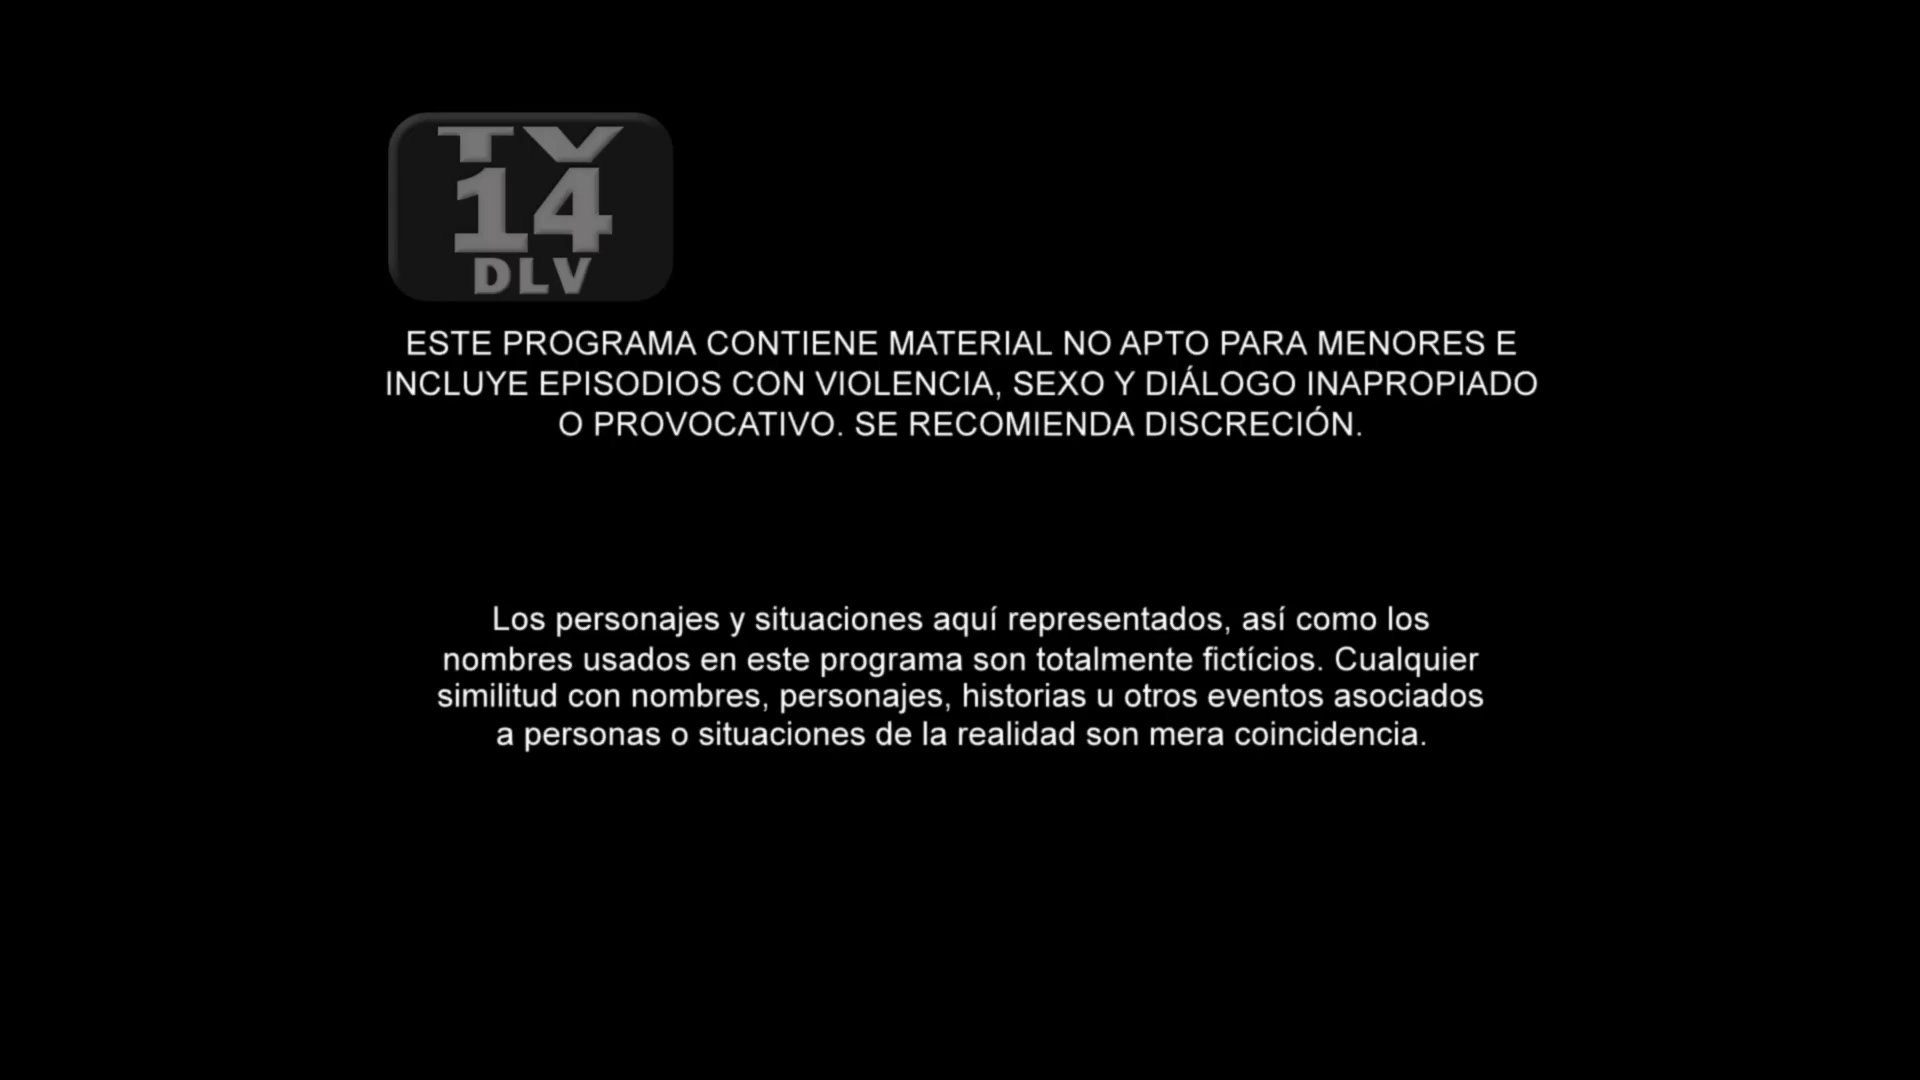 TV
14
DLV
ESTE PROGRAMA CONTIENE MATERIAL NO APTO PARA MENORES E
INCLUYE EPISODIOS CON VIOLENCIA, SEXO Y DIÁLOGO INAPROPIADO
O PROVOCATIVO. SE RECOMIENDA DISCRECIÓN.
Los personajes y situaciones aquí representados, así como los
nombres usados en este programa son totalmente fictícios. Cualquier
similitud con nombres, personajes, historias u otros eventos asociados
a personas o situaciones de la realidad son mera coincidencia.